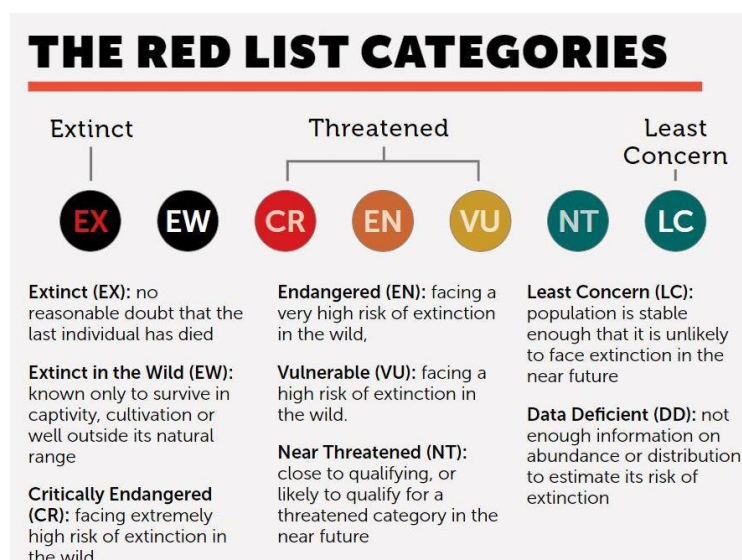 THE RED LIST CATEGORIES
Extinct
Threatened
Least
Concern
EX
EW
CR
EN
VU
NT
LC
Extinct (EX): no
reasonable doubt that the
last individual has died
Extinct in the Wild (EW):
known only to survive in
captivity, cultivation or
well outside its natural
range
Critically Endangered
(CR): facing extremely
high risk of extinction in
the wild
Endangered (EN): facing a
very high risk of extinction
in the wild,
Vulnerable (VU): facing a
high risk of extinction in
the wild.
Near Threatened (NT):
close to qualifying, or
likely to qualify for a
threatened category in the
near future
Least Concern (LC):
population is stable
enough that it is unlikely
to face extinction in the
near future
Data Deficient (DD): not
enough information on
abundance or distribution
to estimate its risk of
extinction